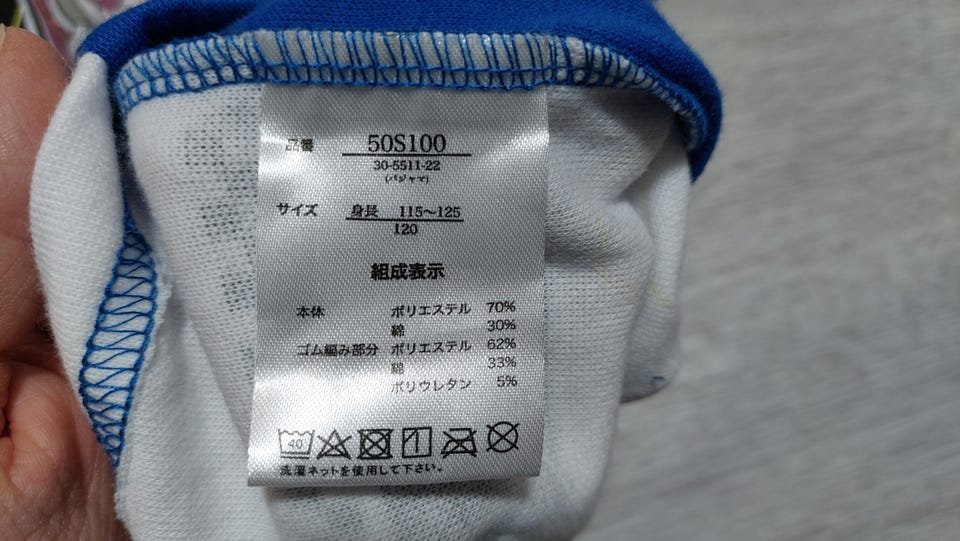 品番 50S100
30-5511-22
(パジャマ)
サイズ 身長 115〜125
120
組成表示
本体 ポリエステル 70%
綿 30%
ゴム編み部分 ポリエステル 62%
綿 33%
ポリウレタン 5%
40
洗濯ネットを使用して下さい。